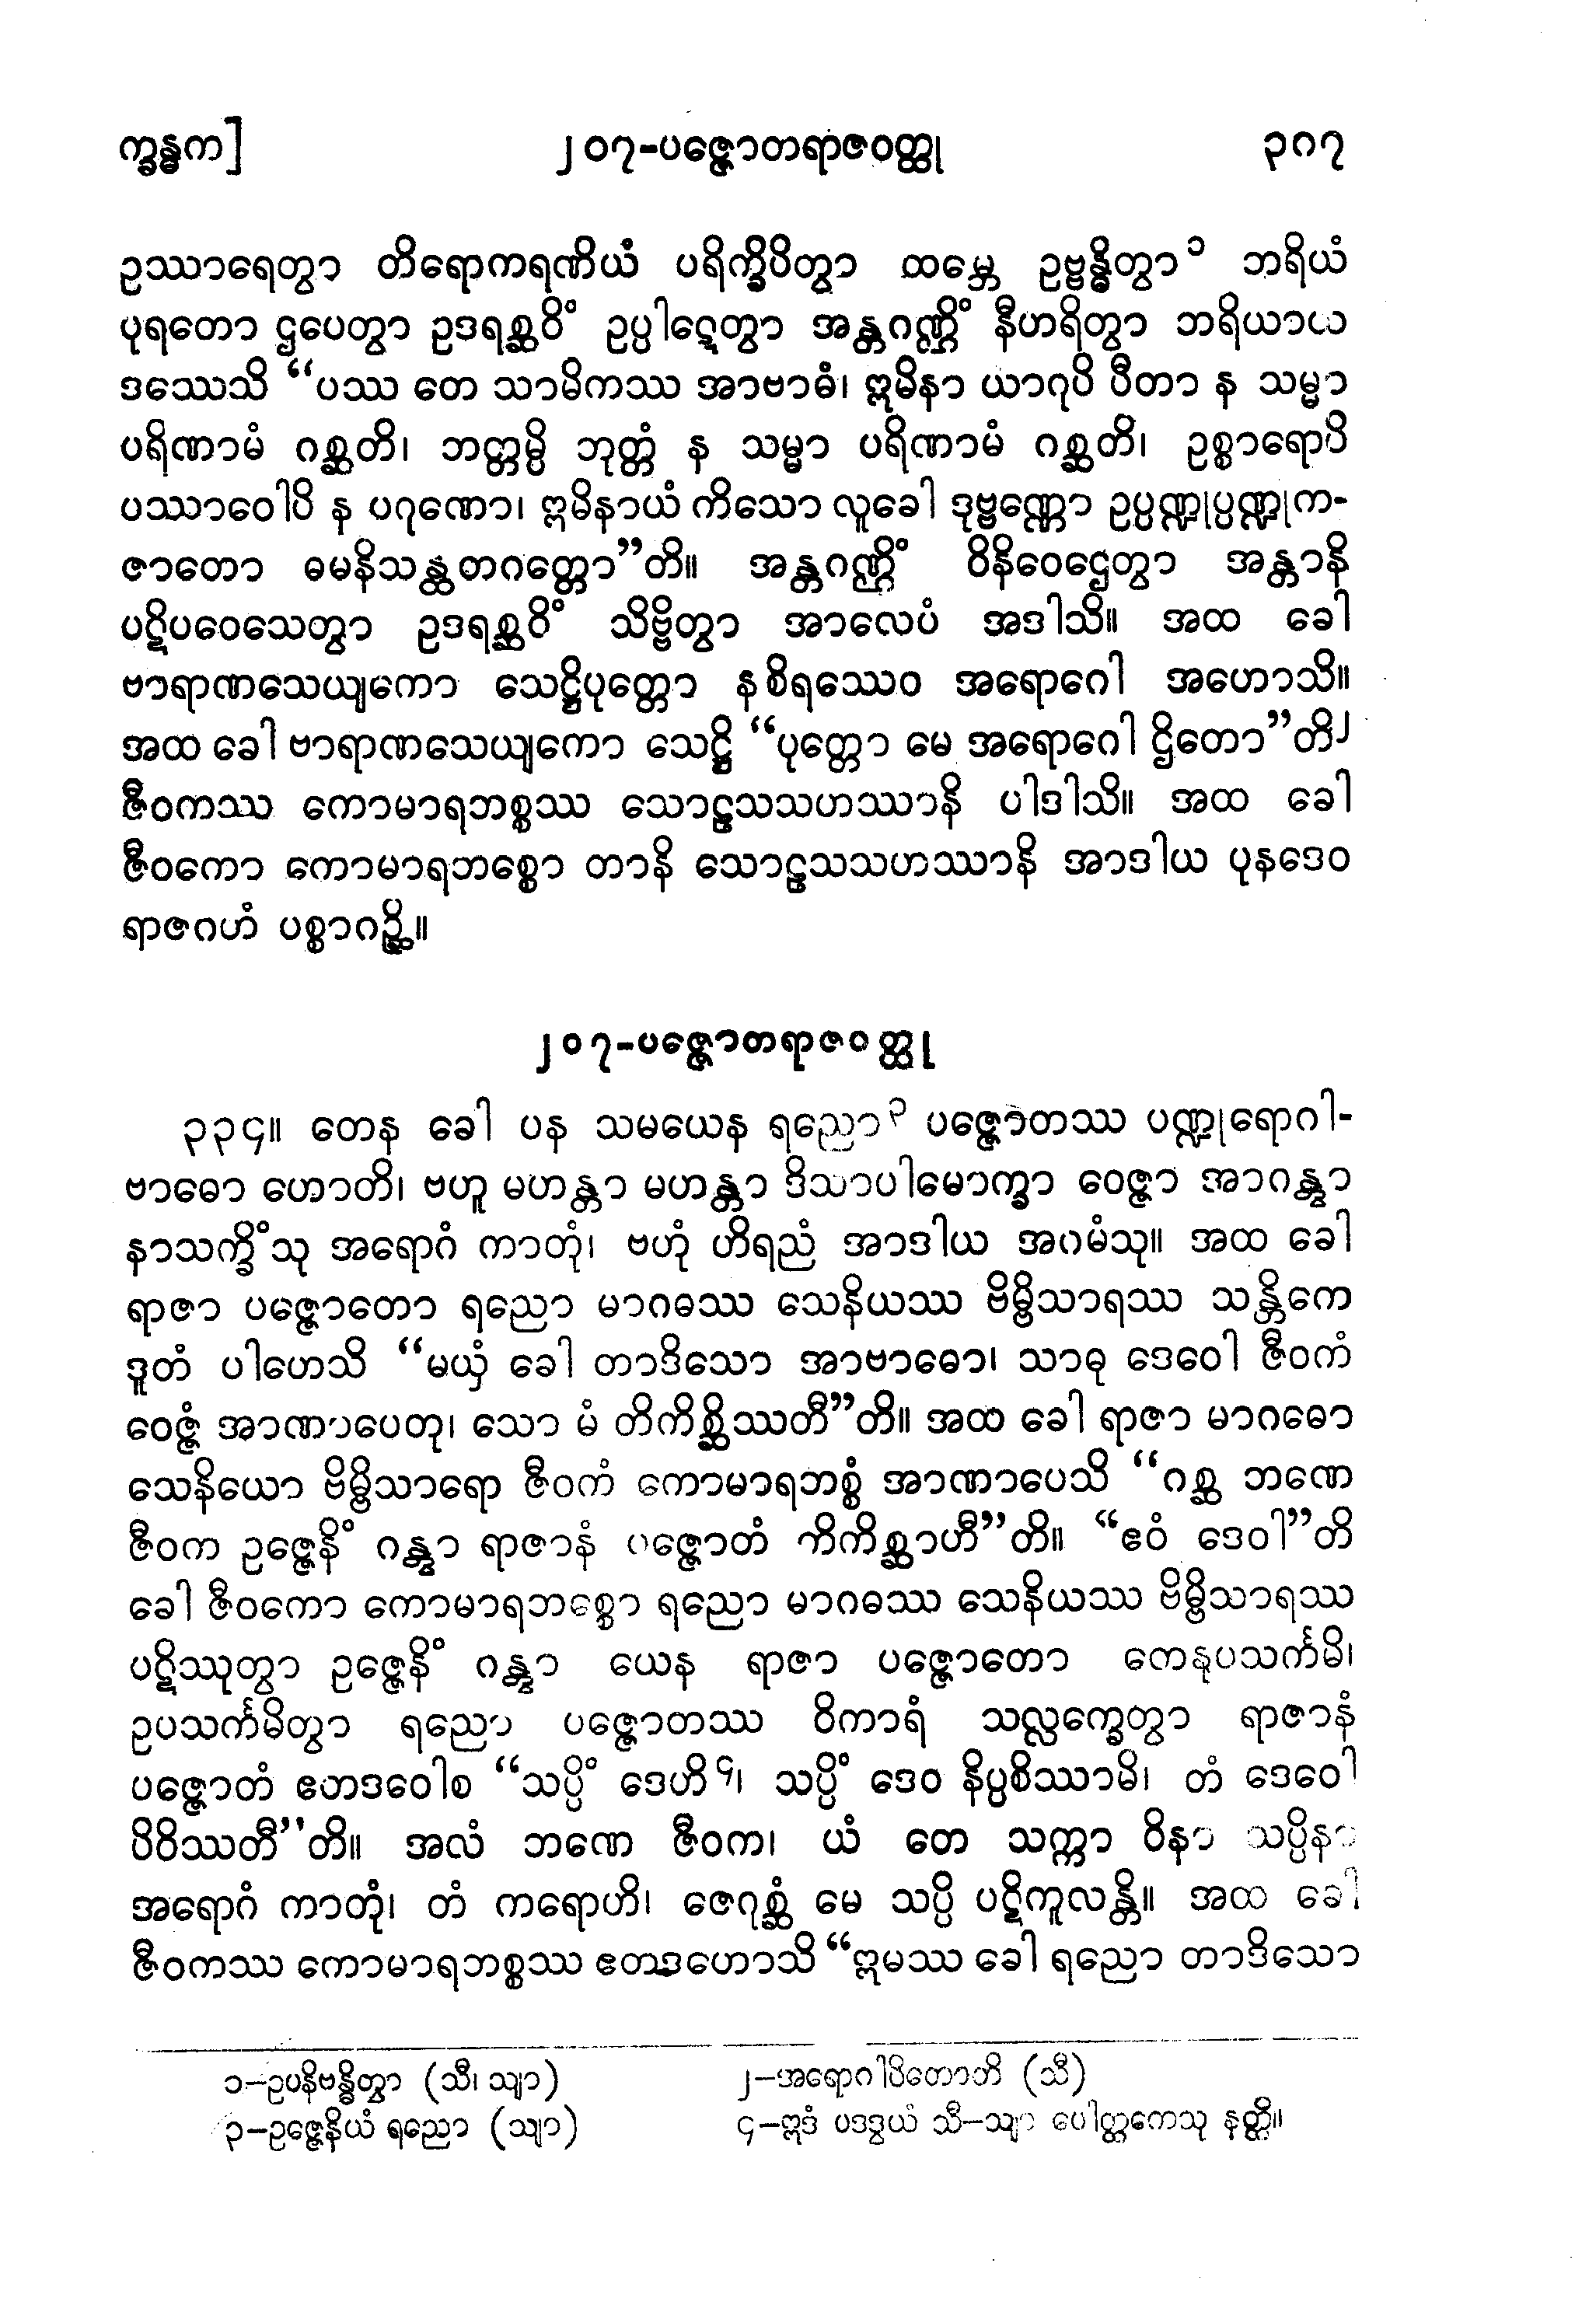 က္ခန္ဓက] ၂၀၇-ပဇ္ဇောတရာဇဝတ္ထု ၃၈၇
ဥဿာရေတွာ တိရောကရဏိယံ ပရိက္ခိပိတွာ ထမ္ဘေ ဥဗ္ဗန္ဓိတွာ၁ ဘရိယံ
ပုရတော ဌပေတွာ ဥဒရစ္ဆဝိံ ဥပ္ပါဋေတွာ အန္တဂဏ္ဌိံ နီဟရိတွာ ဘရိယာယ
ဒဿေသိ “ပဿ တေ သာမိကဿ အာဗာဓံ၊ ဣမိနာ ယာဂုပိ ပီတာ န သမ္မာ
ပရိဏာမံ ဂစ္ဆတိ၊ ဘတ္တမ္ပိ ဘုတ္တံ န သမ္မာ ပရိဏာမံ ဂစ္ဆတိ၊ ဥစ္စာရောပိ
ပဿာဝေါပိ န ပဂုဏော၊ ဣမိနာယံ ကိသော လူခေါ ဒုဗ္ဗဏ္ဏော ဥပ္ပဏ္ဍုပ္ပဏ္ဍုက-
ဇာတော ဓမနိသန္ထတဂတ္တော”တိ။ အန္တဂဏ္ဌိံ ဝိနိဝေဌေတွာ အန္တာနိ
ပဋိပဝေသေတွာ ဥဒရစ္ဆဝိံ သိဗ္ဗိတွာ အာလေပံ အဒါသိ။ အထ ခေါ
ဗာရာဏသေယျကော သေဋ္ဌိပုတ္တော နစိရဿေဝ အရောဂေါ အဟောသိ။
အထ ခေါ ဗာရာဏသေယျကော သေဋ္ဌိ “ပုတ္တော မေ အရောဂေါ ဌိတော”တိ၂
ဇီဝကဿ ကောမာရဘစ္စဿ သောဠသသဟဿာနိ ပါဒါသိ။ အထ ခေါ
ဇီဝကော ကောမာရဘစ္စော တာနိ သောဠသသဟဿာနိ အာဒါယ ပုနဒေဝ
ရာဇဂဟံ ပစ္စာဂဉ္ဆိ။
၂၀၇-ပဇ္ဇောတရာဇဝတ္ထု
၃၃၄။ တေန ခေါ ပန သမယေန ရညော၃ ပဇ္ဇောတဿ ပဏ္ဍုရောဂါ-
ဗာဓော ဟောတိ၊ ဗဟူ မဟန္တာ မဟန္တာ ဒိသာပါမောက္ခာ ဝေဇ္ဇာ အာဂန္တွာ
နာသက္ခိံသု အရောဂံ ကာတုံ၊ ဗဟုံ ဟိရညံ အာဒါယ အဂမံသု။ အထ ခေါ
ရာဇာ ပဇ္ဇောတော ရညော မာဂဓဿ သေနိယဿ ဗိမ္ဗိသာရဿ သန္တိကေ
ဒူတံ ပါဟေသိ “မယှံ ခေါ တာဒိသော အာဗာဓော၊ သာဓု ဒေဝေါ ဇီဝကံ
ဝေဇ္ဇံ အာဏာပေတု၊ သော မံ တိကိစ္ဆိဿတီ”တိ။ အထ ခေါ ရာဇာ မာဂဓော
သေနိယော ဗိမ္ဗိသာရော ဇီဝကံ ကောမာရဘစ္စံ အာဏာပေသိ “ဂစ္ဆ ဘဏေ
ဇီဝက ဥဇ္ဇေနိံ ဂန္တွာ ရာဇာနံ ပဇ္ဇောတံ တိကိစ္ဆာဟီ”တိ။ “ဧဝံ ဒေဝါ”တိ
ခေါ ဇီဝကော ကောမာရဘစ္စော ရညော မာဂဓဿ သေနိယဿ ဗိမ္ဗိသာရဿ
ပဋိဿုတွာ ဥဇ္ဇေနိံ ဂန္တွာ ယေန ရာဇာ ပဇ္ဇောတော တေနုပသင်္ကမိ၊
ဥပသင်္ကမိတွာ ရညော ပဇ္ဇောတဿ ဝိကာရံ သလ္လက္ခေတွာ ရာဇာနံ
ပဇ္ဇောတံ ဧတဒဝေါစ “သပ္ပိံ ဒေဟိ၄၊ သပ္ပိံ ဒေဝ နိပ္ပစိဿာမိ၊ တံ ဒေဝေါ
ပိဝိဿတီ”တိ။ အလံ ဘဏေ ဇီဝက၊ ယံ တေ သက္ကာ ဝိနာ သပ္ပိနာ
အရောဂံ ကာတုံ၊ တံ ကရောဟိ၊ ဇေဂုစ္ဆံ မေ သပ္ပိ ပဋိကူလန္တိ။ အထ ခေါ
ဇီဝကဿ ကောမာရဘစ္စဿ ဧတဒဟောသိ “ဣမဿ ခေါ ရညော တာဒိသော
၁–ဥပနိဗန္ဓိတွာ (သီ၊ သျာ) ၂–အရောဂါပိတောတိ (သီ)
၃–ဥဇ္ဇေနိယံ ရညော (သျာ) ၄–ဣဒံ ပဒဒွယံ သီ–သျာ ပေါတ္ထကေသု နတ္ထိ။